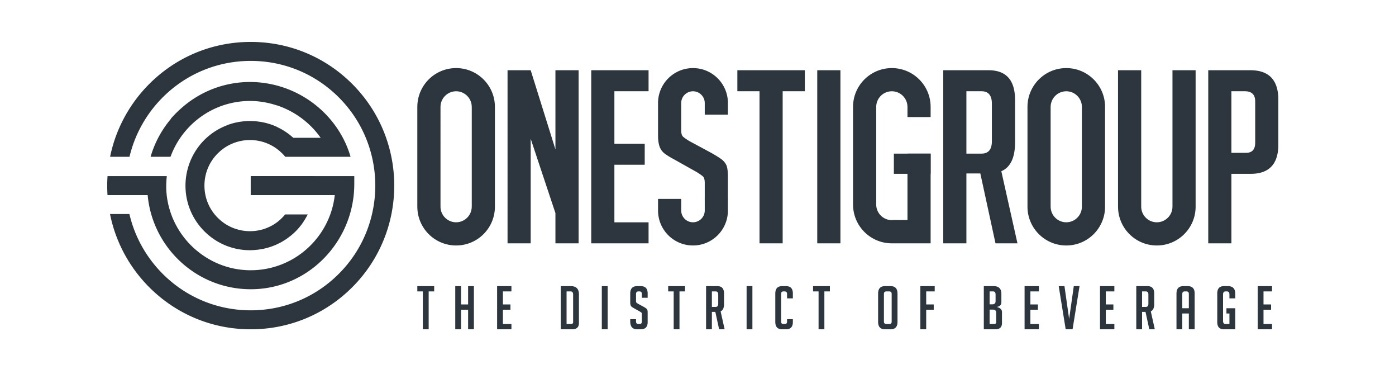 ONESTIGROUP
THE DISTRICT OF BEVERAGE